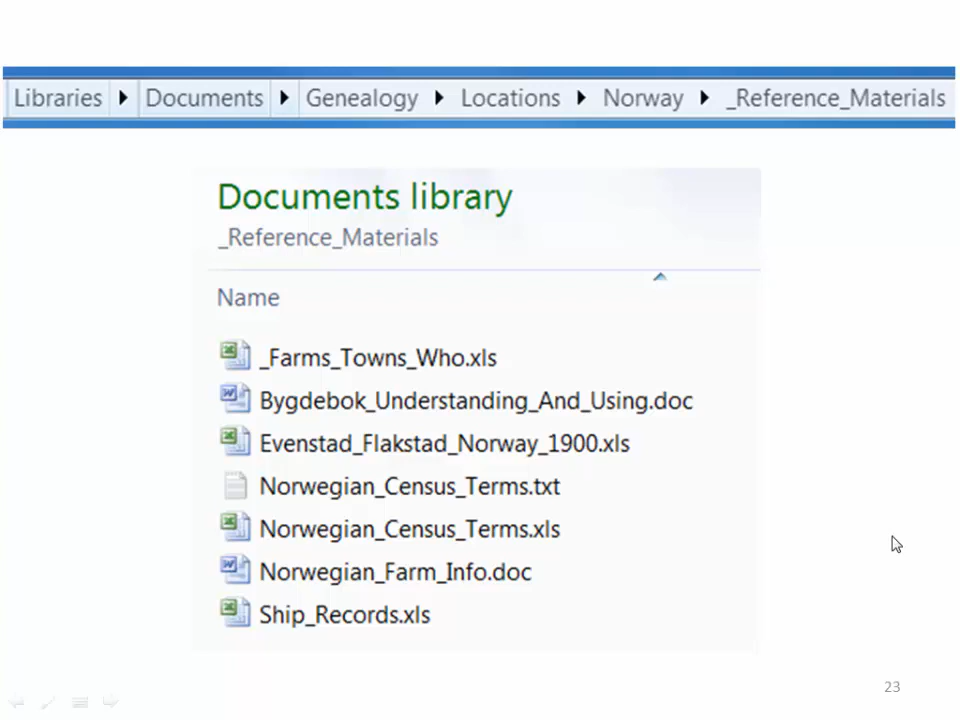 Libraries ▶ Documents ▶ Genealogy ▶ Locations ▶ Norway ▶ _Reference_Materials
Documents library
_Reference_Materials
Name
_Farms_Towns_Who.xls
Bygdebok_Understanding_And_Using.doc
Evenstad_Flakstad_Norway_1900.xls
Norwegian_Census_Terms.txt
Norwegian_Census_Terms.xls
Norwegian_Farm_Info.doc
Ship_Records.xls
23